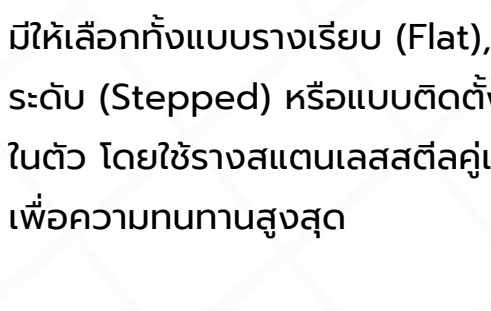 มีให้เลือกทั้งแบบรางเรียบ (Flat),
ระดับ (Stepped) หรือแบบติดตั้ง
ในตัว โดยใช้รางสแตนเลสสตีลคู่
เพื่อความทนทานสูงสุด